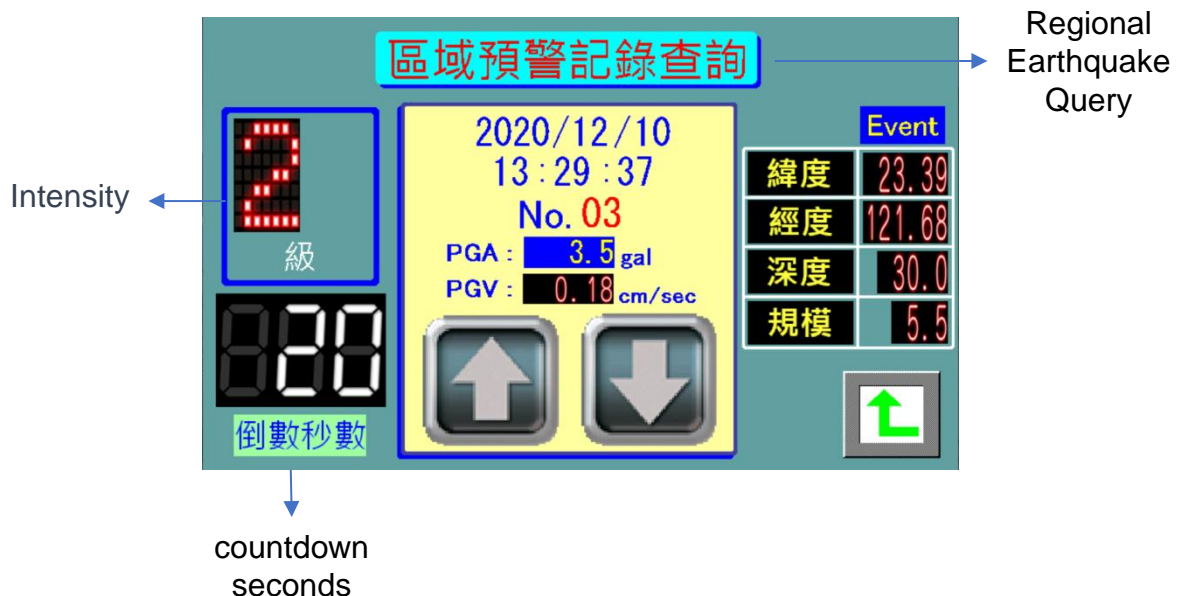 區域預警記錄查詢
Regional
Earthquake
Query
Intensity
2
級
20
倒數秒數
countdown
seconds
2020/12/10
13:29:37
No. 03
PGA : 3.5 gal
PGV : 0.18 cm/sec
Event
緯度 23.39
經度 121.68
深度 30.0
規模 5.5